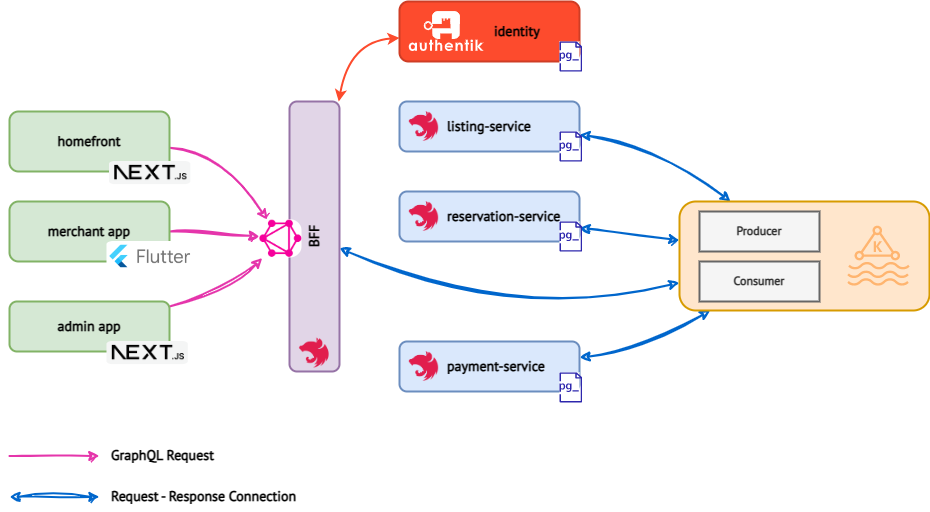 authentik
identity
pg_
homefront
NEXT.JS
listing-service
pg_
merchant app
Flutter
reservation-service
pg_
BFF
Producer
Consumer
K
admin app
NEXT.JS
payment-service
pg_
GraphQL Request
Request - Response Connection